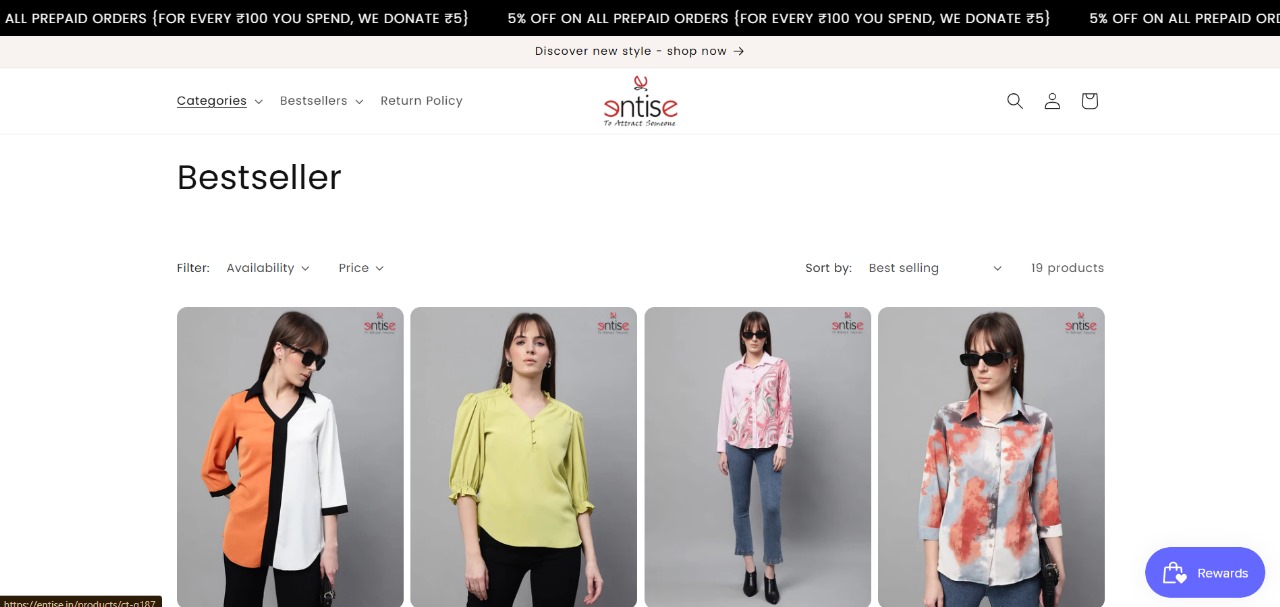 ALL PREPAID ORDERS {FOR EVERY ₹100 YOU SPEND, WE DONATE ₹5} 5% OFF ON ALL PREPAID ORDERS {FOR EVERY ₹100 YOU SPEND, WE DONATE ₹5} 5% OFF ON ALL PREPAID ORD
Discover new style - shop now →
Categories Bestsellers Return Policy
entise
To Attract Someone
Bestseller
Filter: Availability Price Sort by: Best selling 19 products
entise entise entise entise
Rewards
https://entise.in/products/ct-q187